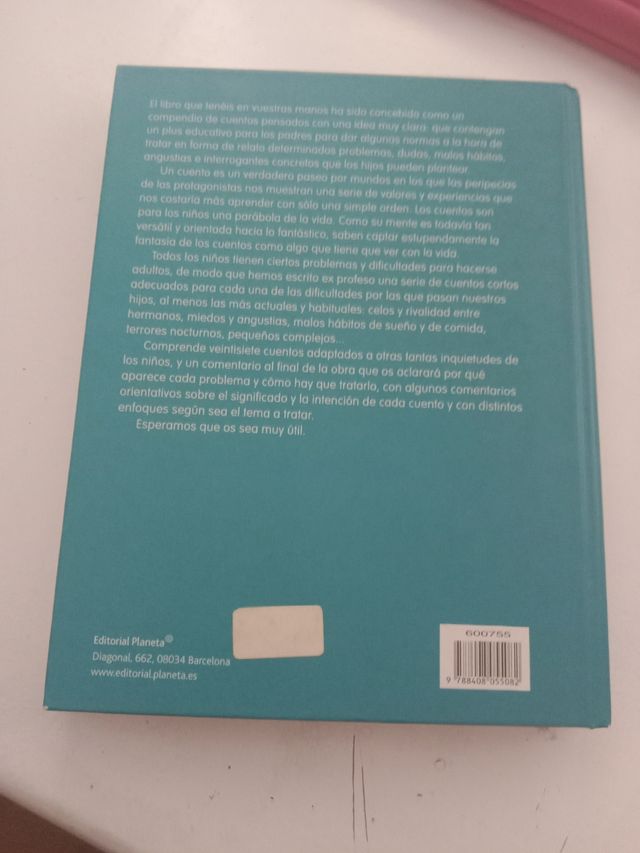 El libro que tenéis en vuestras manos ha sido concebido como un
compendio de cuentos pensados con una idea muy clara: que contengan
un plus educativo para los padres para dar algunas normas a la hora de
tratar en forma de relato determinados problemas, dudas, malos hábitos,
angustias e interrogantes concretos que los hijos pueden plantear.
Un cuento es un verdadero paseo por mundos en los que las peripecias
de los protagonistas nos muestran una serie de valores y experiencias que
nos costaría más aprender con sólo una simple orden. Los cuentos son
para los niños una parábola de la vida. Como su mente es todavía tan
versátil y orientada hacia lo fantástico, saben captar estupendamente la
fantasía de los cuentos como algo que tiene que ver con la vida.
Todos los niños tienen ciertos problemas y dificultades para hacerse
adultos, de modo que hemos escrito ex profeso una serie de cuentos cortos
adecuados para cada una de las dificultades por las que pasan nuestros
hijos, al menos las más actuales y habituales: celos y rivalidad entre
hermanos, miedos y angustias, malos hábitos de sueño y de comida,
terrores nocturnos, pequeños complejos...
Comprende veintisiete cuentos adaptados a otras tantas inquietudes de
los niños, y un comentario al final de la obra que os aclarará por qué
aparece cada problema y cómo hay que tratarlo, con algunos comentarios
orientativos sobre el significado y la intención de cada cuento y con distintos
enfoques según sea el tema a tratar.
Esperamos que os sea muy útil.
Editorial Planeta
Diagonal, 662, 08034 Barcelona
www.editorial.planeta.es
600755
9 788408 055082